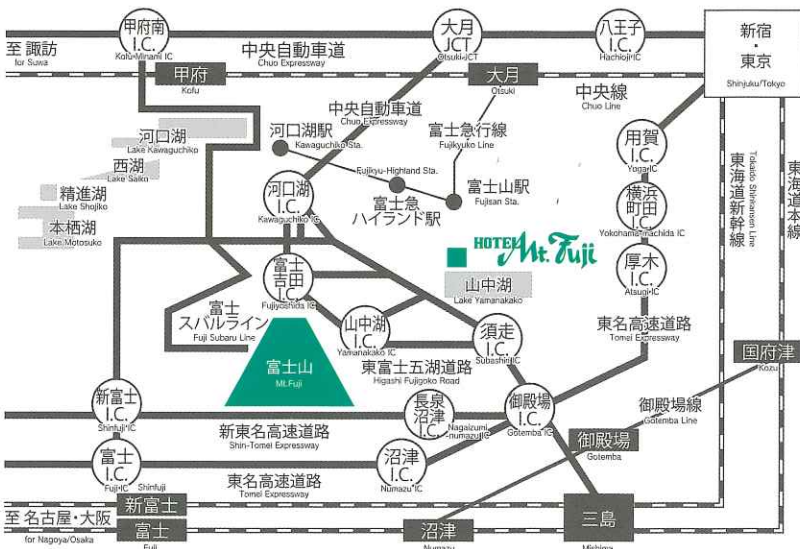 至 諏訪
for Suwa
甲府南
I.C.
Kofu-Minami IC
中央自動車道
Chuo Expressway
大月
JCT
Otsuki-JCT
八王子
I.C.
Hachioji-IC
新宿
・
東京
Shinjuku/Tokyo
甲府
Kofu
大月
Otsuki
中央線
Chuo Line
中央自動車道
Chuo Expressway
河口湖
Lake Kawaguchiko
西湖
Lake Saiko
精進湖
Lake Shojiko
本栖湖
Lake Motosuko
河口湖駅
Kawaguchiko Sta.
富士急行線
Fujikyuko Line
Fujikyu-Highland Sta.
富士急
ハイランド駅
富士山駅
Fujisan Sta.
河口湖
I.C.
Kawaguchiko IC
用賀
I.C.
Yoga-IC
横浜
町田
I.C.
Yokohama-machida IC
厚木
I.C.
Atsugi-IC
東海道新幹線
Tokaido Shinkansen Line
東海道本線
HOTEL Mt. Fuji
山中湖
Lake Yamanakako
富士
吉田
I.C.
Fujiyoshida IC
富士
スバルライン
Fuji Subaru Line
山中湖
I.C.
Yamanakako IC
須走
I.C.
Subashiri IC
東名高速道路
Tomei Expressway
富士山
Mt.Fuji
東富士五湖道路
Higashi Fujigoko Road
国府津
Kozu
新富士
I.C.
Shinfuji-IC
新東名高速道路
Shin-Tomei Expressway
長泉
沼津
I.C.
Nagaizumi
-numazu IC
御殿場
I.C.
Gotemba IC
御殿場線
Gotemba Line
御殿場
Gotemba
富士
I.C.
Fuji-IC
東名高速道路
Tomei Expressway
沼津
I.C.
Numazu IC
Shinfuji
新富士
至 名古屋・大阪
for Nagoya/Osaka
富士
Fuji
沼津
Numazu
三島
Mishima